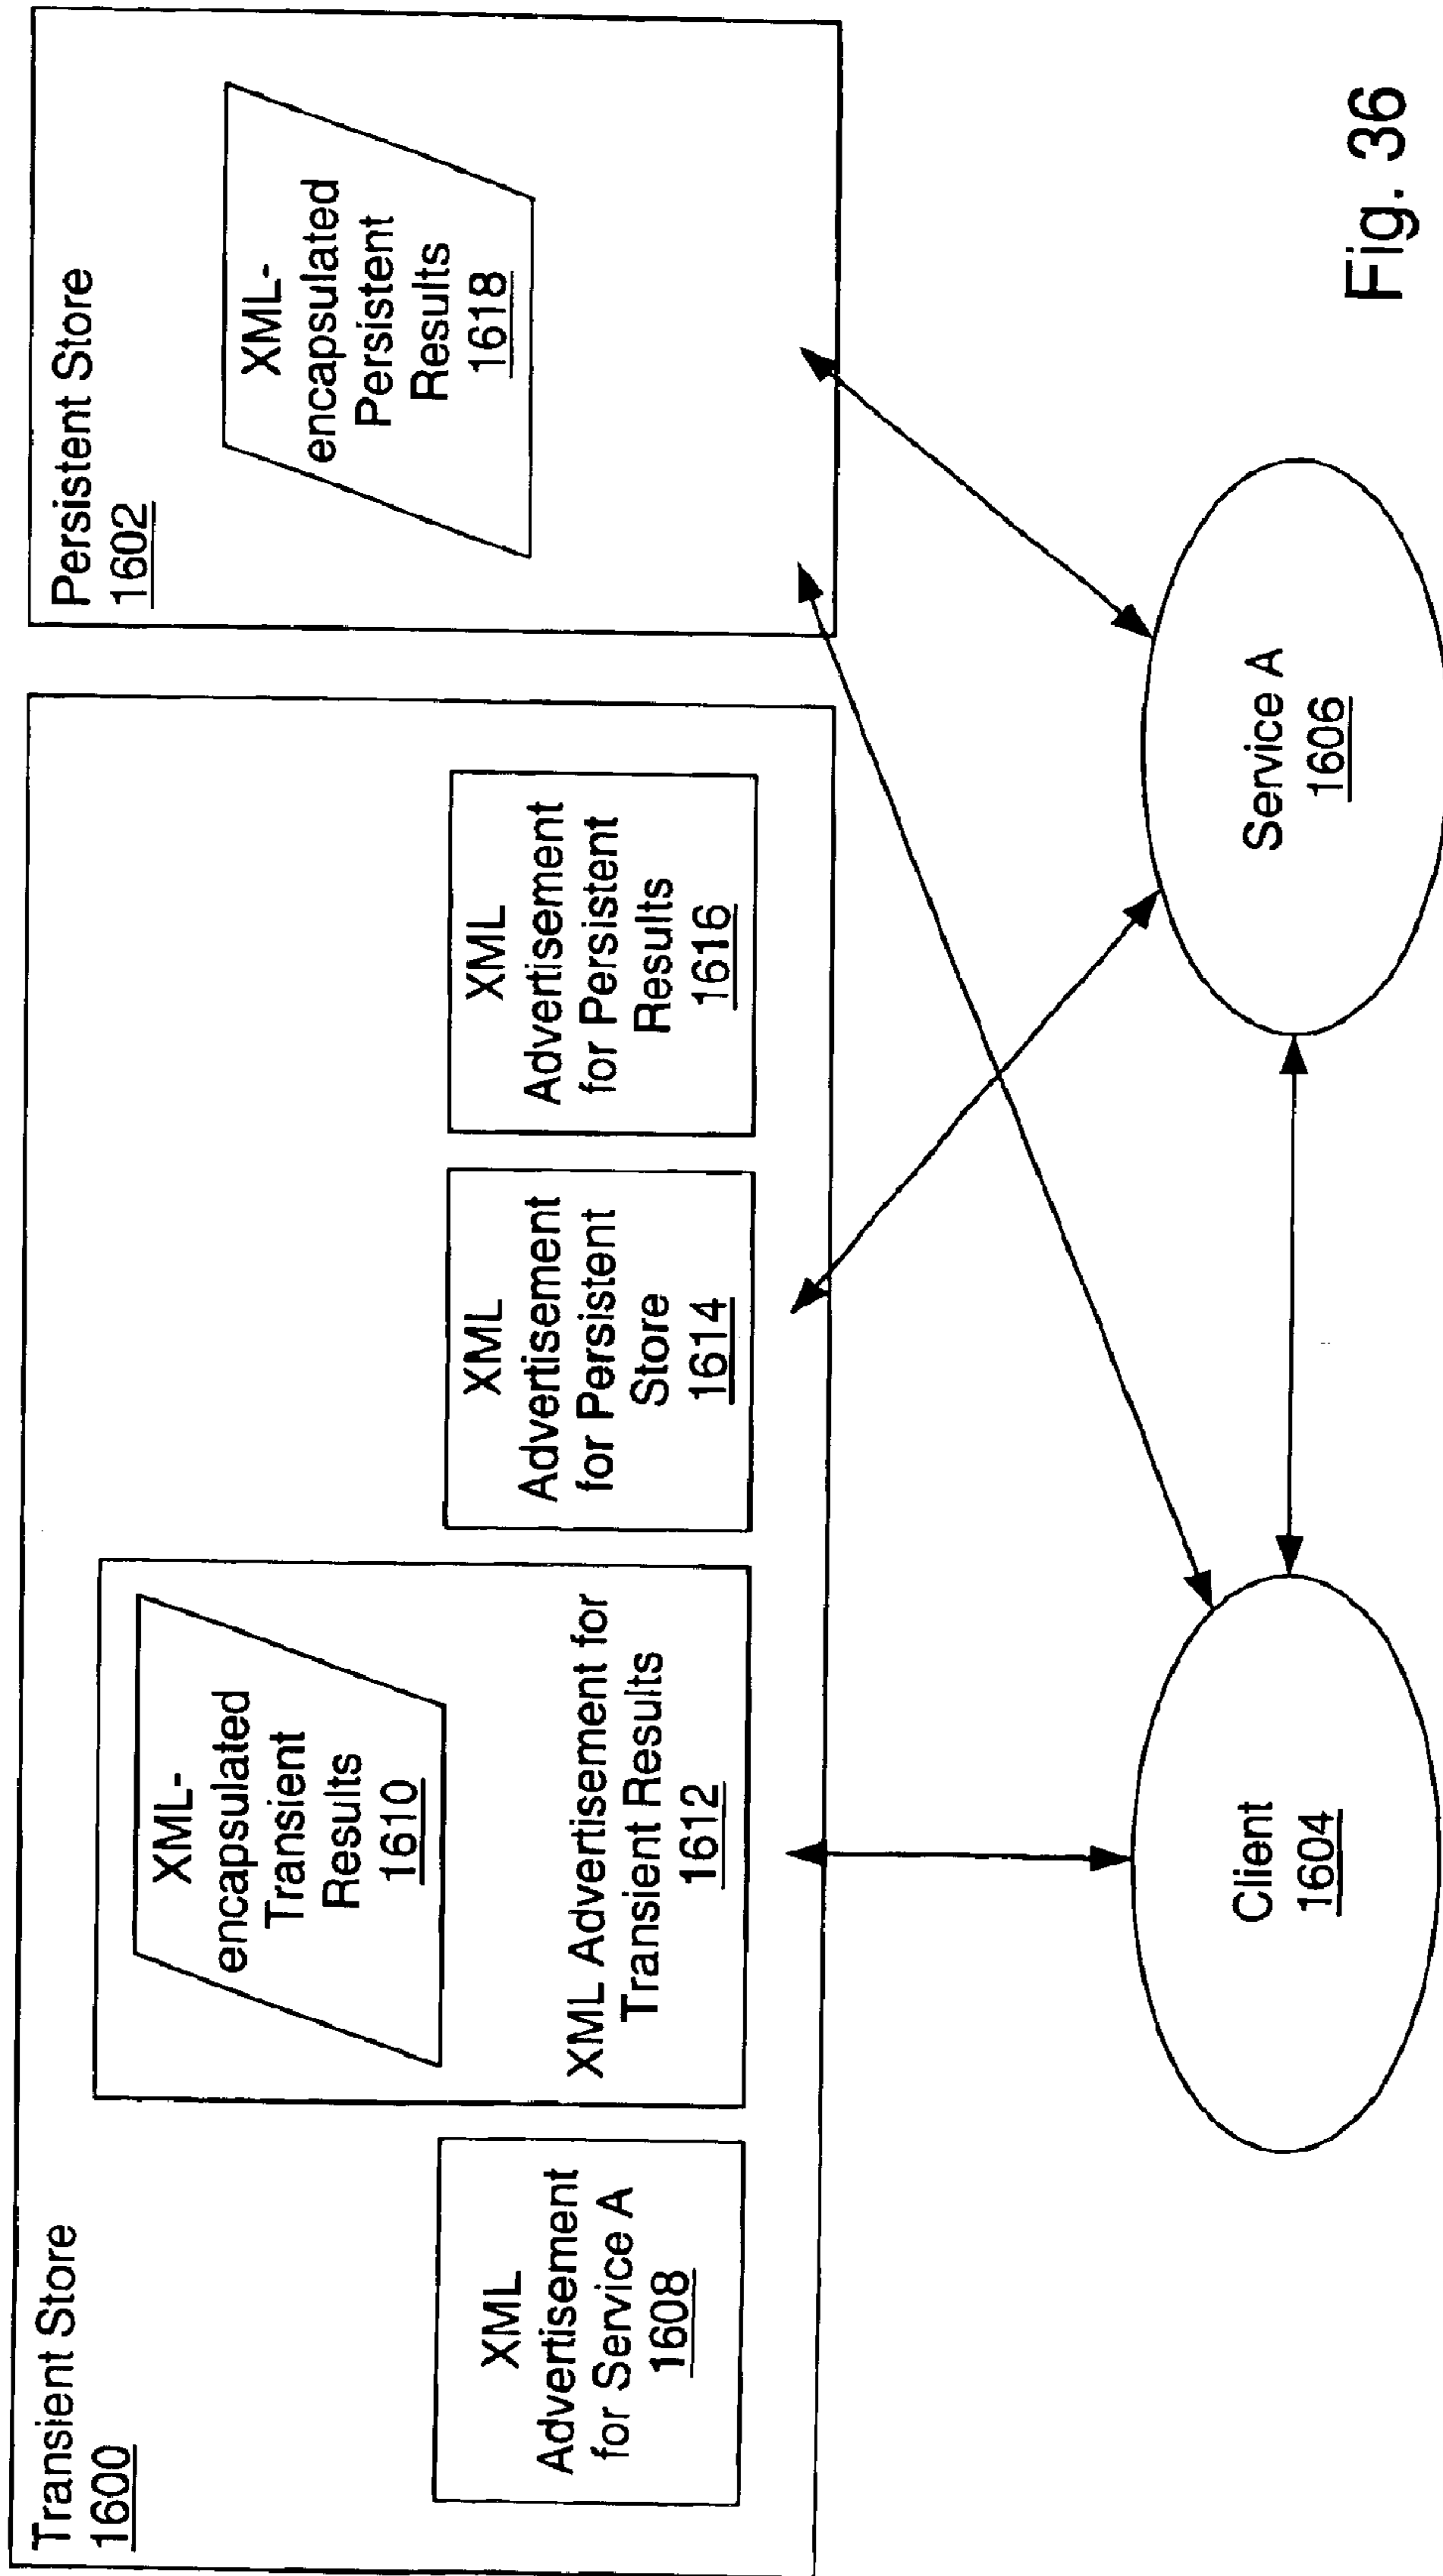 Transient Store
1600
XML
Advertisement
for Service A
1608
XML-
encapsulated
Transient
Results
1610
XML Advertisement for
Transient Results
1612
XML
Advertisement
for Persistent
Store
1614
XML
Advertisement
for Persistent
Results
1616
Persistent Store
1602
XML-
encapsulated
Persistent
Results
1618
Client
1604
Service A
1606
Fig. 36